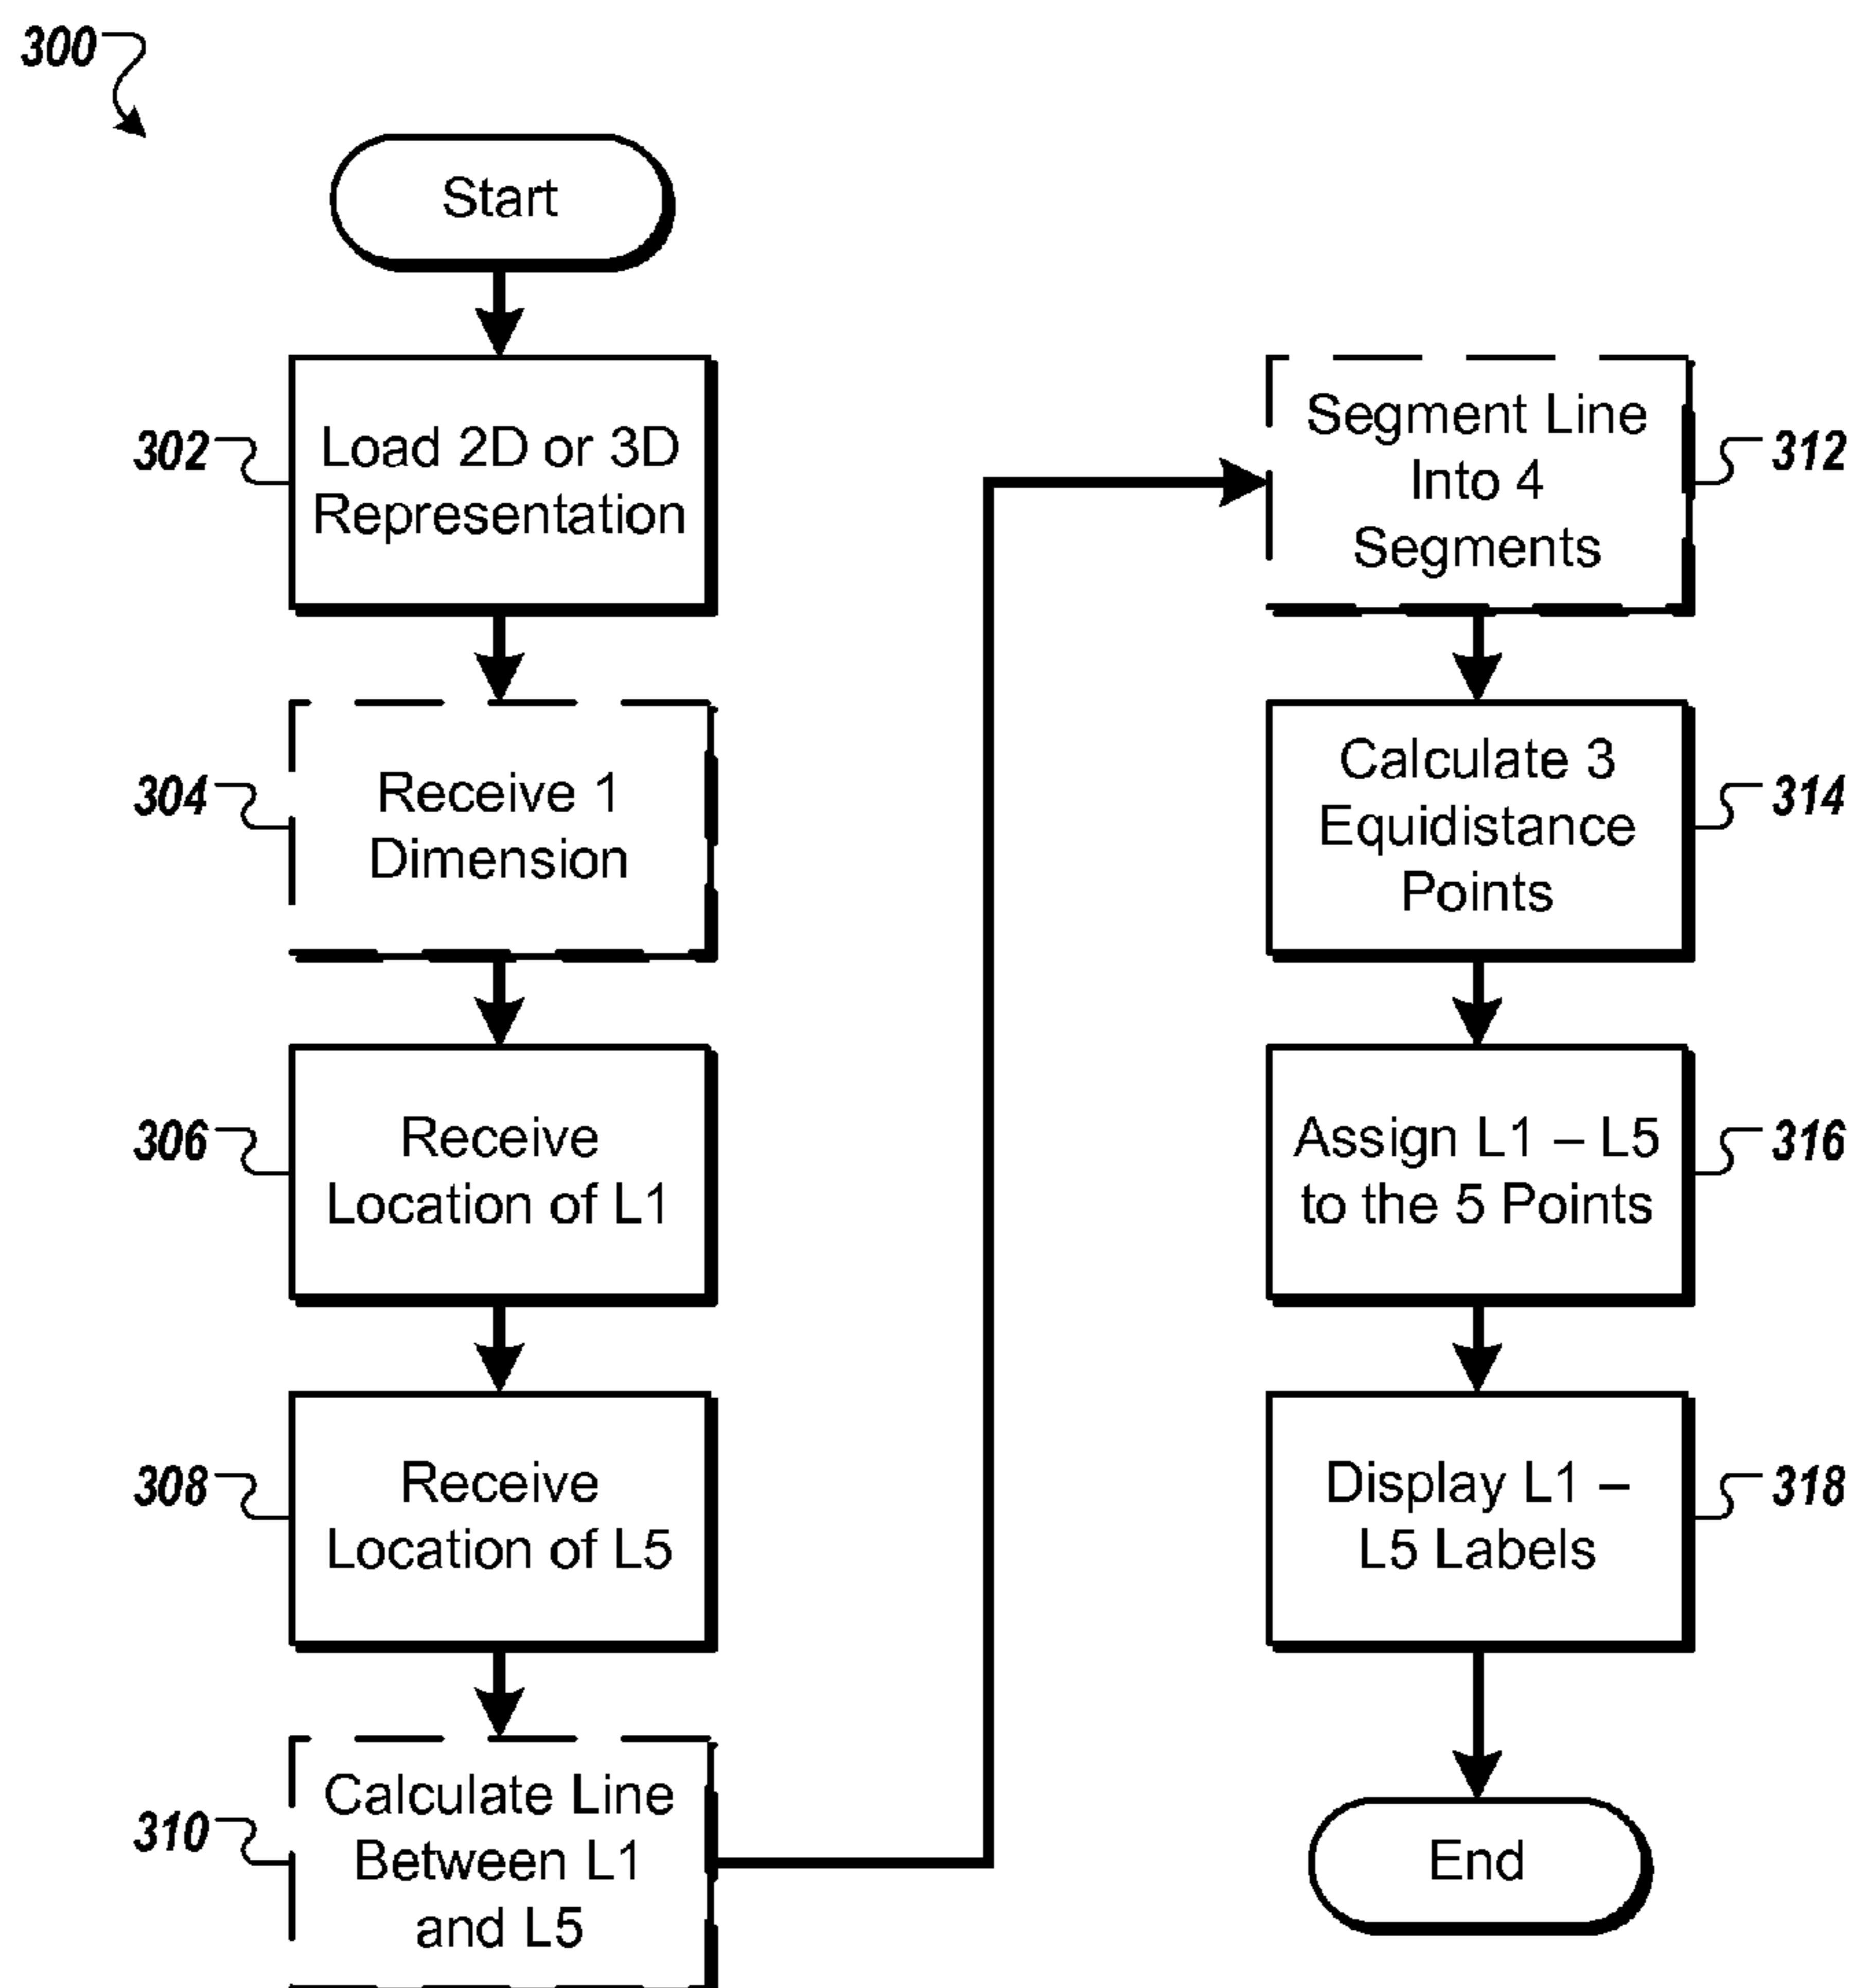 300
Start
302
Load 2D or 3D
Representation
304
Receive 1
Dimension
306
Receive
Location of L1
308
Receive
Location of L5
310
Calculate Line
Between L1
and L5
312
Segment Line
Into 4
Segments
314
Calculate 3
Equidistance
Points
316
Assign L1 – L5
to the 5 Points
318
Display L1 –
L5 Labels
End